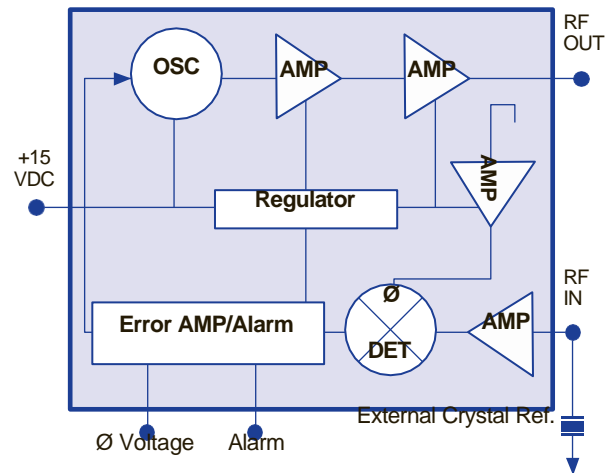 RF
OUT
OSC
AMP
AMP
+15
VDC
AMP
Regulator
RF
IN
Ø
Error AMP/Alarm
DET
AMP
External Crystal Ref.
Ø Voltage
Alarm